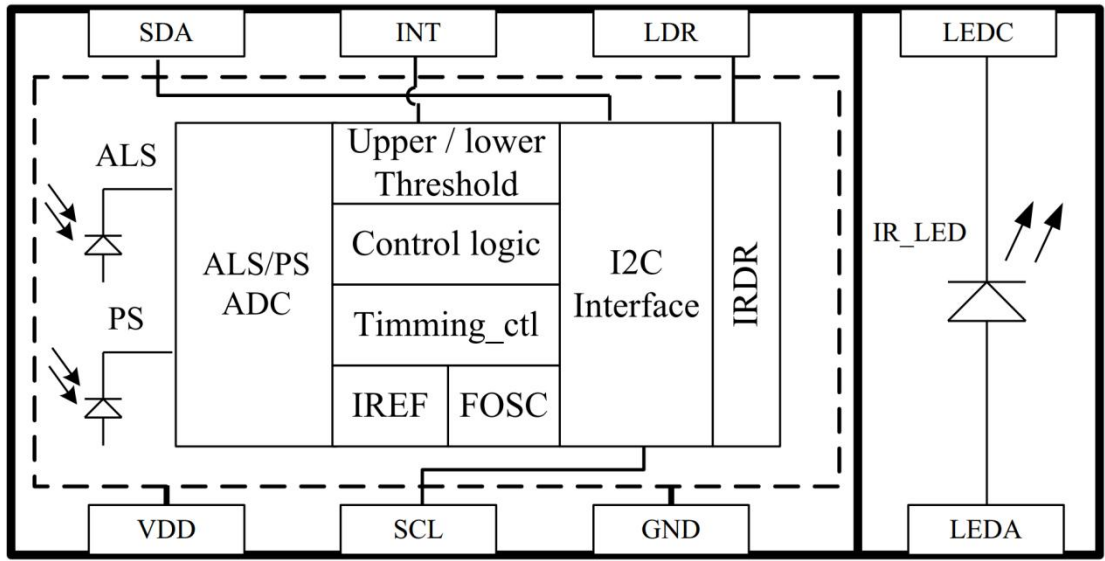 SDA
INT
LDR
LEDC
ALS
PS
ALS/PS
ADC
Upper / lower
Threshold
Control logic
Timming_ctl
IREF
FOSC
I2C
Interface
IRDR
IR_LED
VDD
SCL
GND
LEDA